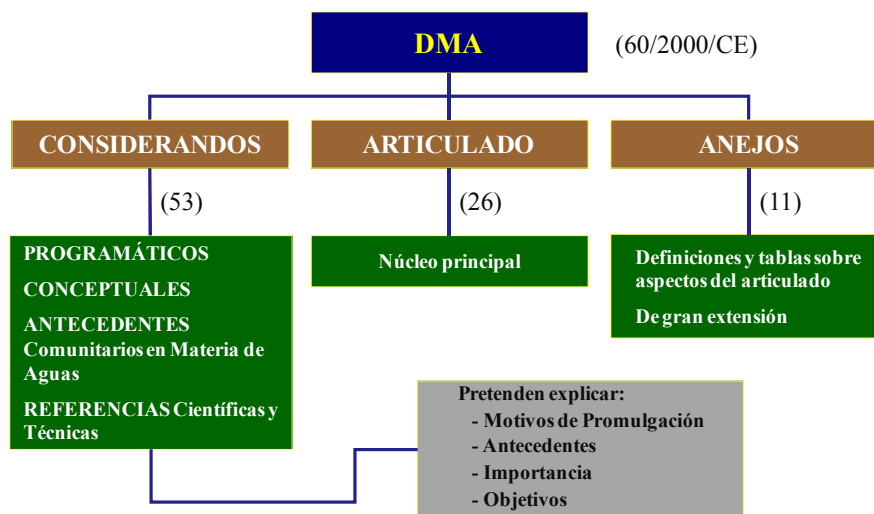 DMA
(60/2000/CE)
CONSIDERANDOS
ARTICULADO
ANEJOS
(53)
(26)
(11)
PROGRAMÁTICOS
CONCEPTUALES
ANTECEDENTES
Comunitarios en Materia de
Aguas
REFERENCIAS Científicas y
Técnicas
Núcleo principal
Definiciones y tablas sobre
aspectos del articulado
De gran extensión
Pretenden explicar:
- Motivos de Promulgación
- Antecedentes
- Importancia
- Objetivos